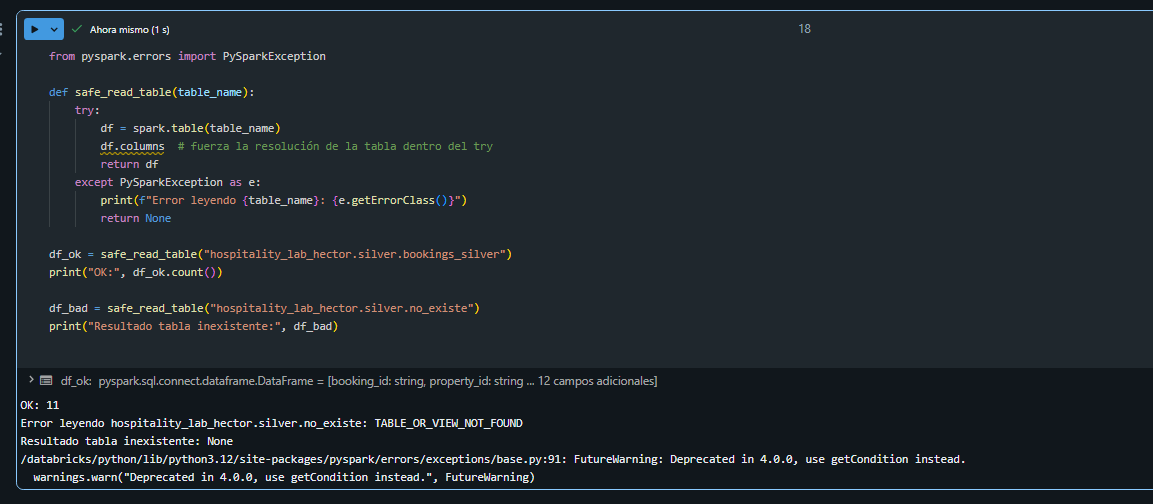 Ahora mismo (1 s)
18
from pyspark.errors import PySparkException
def safe_read_table(table_name):
    try:
        df = spark.table(table_name)
        df.columns  # fuerza la resolución de la tabla dentro del try
        return df
    except PySparkException as e:
        print(f"Error leyendo {table_name}: {e.getErrorClass()}")
        return None
df_ok = safe_read_table("hospitality_lab_hector.silver.bookings_silver")
print("OK:", df_ok.count())
df_bad = safe_read_table("hospitality_lab_hector.silver.no_existe")
print("Resultado tabla inexistente:", df_bad)
df_ok: pyspark.sql.connect.dataframe.DataFrame = [booking_id: string, property_id: string ... 12 campos adicionales]
OK: 11
Error leyendo hospitality_lab_hector.silver.no_existe: TABLE_OR_VIEW_NOT_FOUND
Resultado tabla inexistente: None
/databricks/python/lib/python3.12/site-packages/pyspark/errors/exceptions/base.py:91: FutureWarning: Deprecated in 4.0.0, use getCondition instead.
  warnings.warn("Deprecated in 4.0.0, use getCondition instead.", FutureWarning)